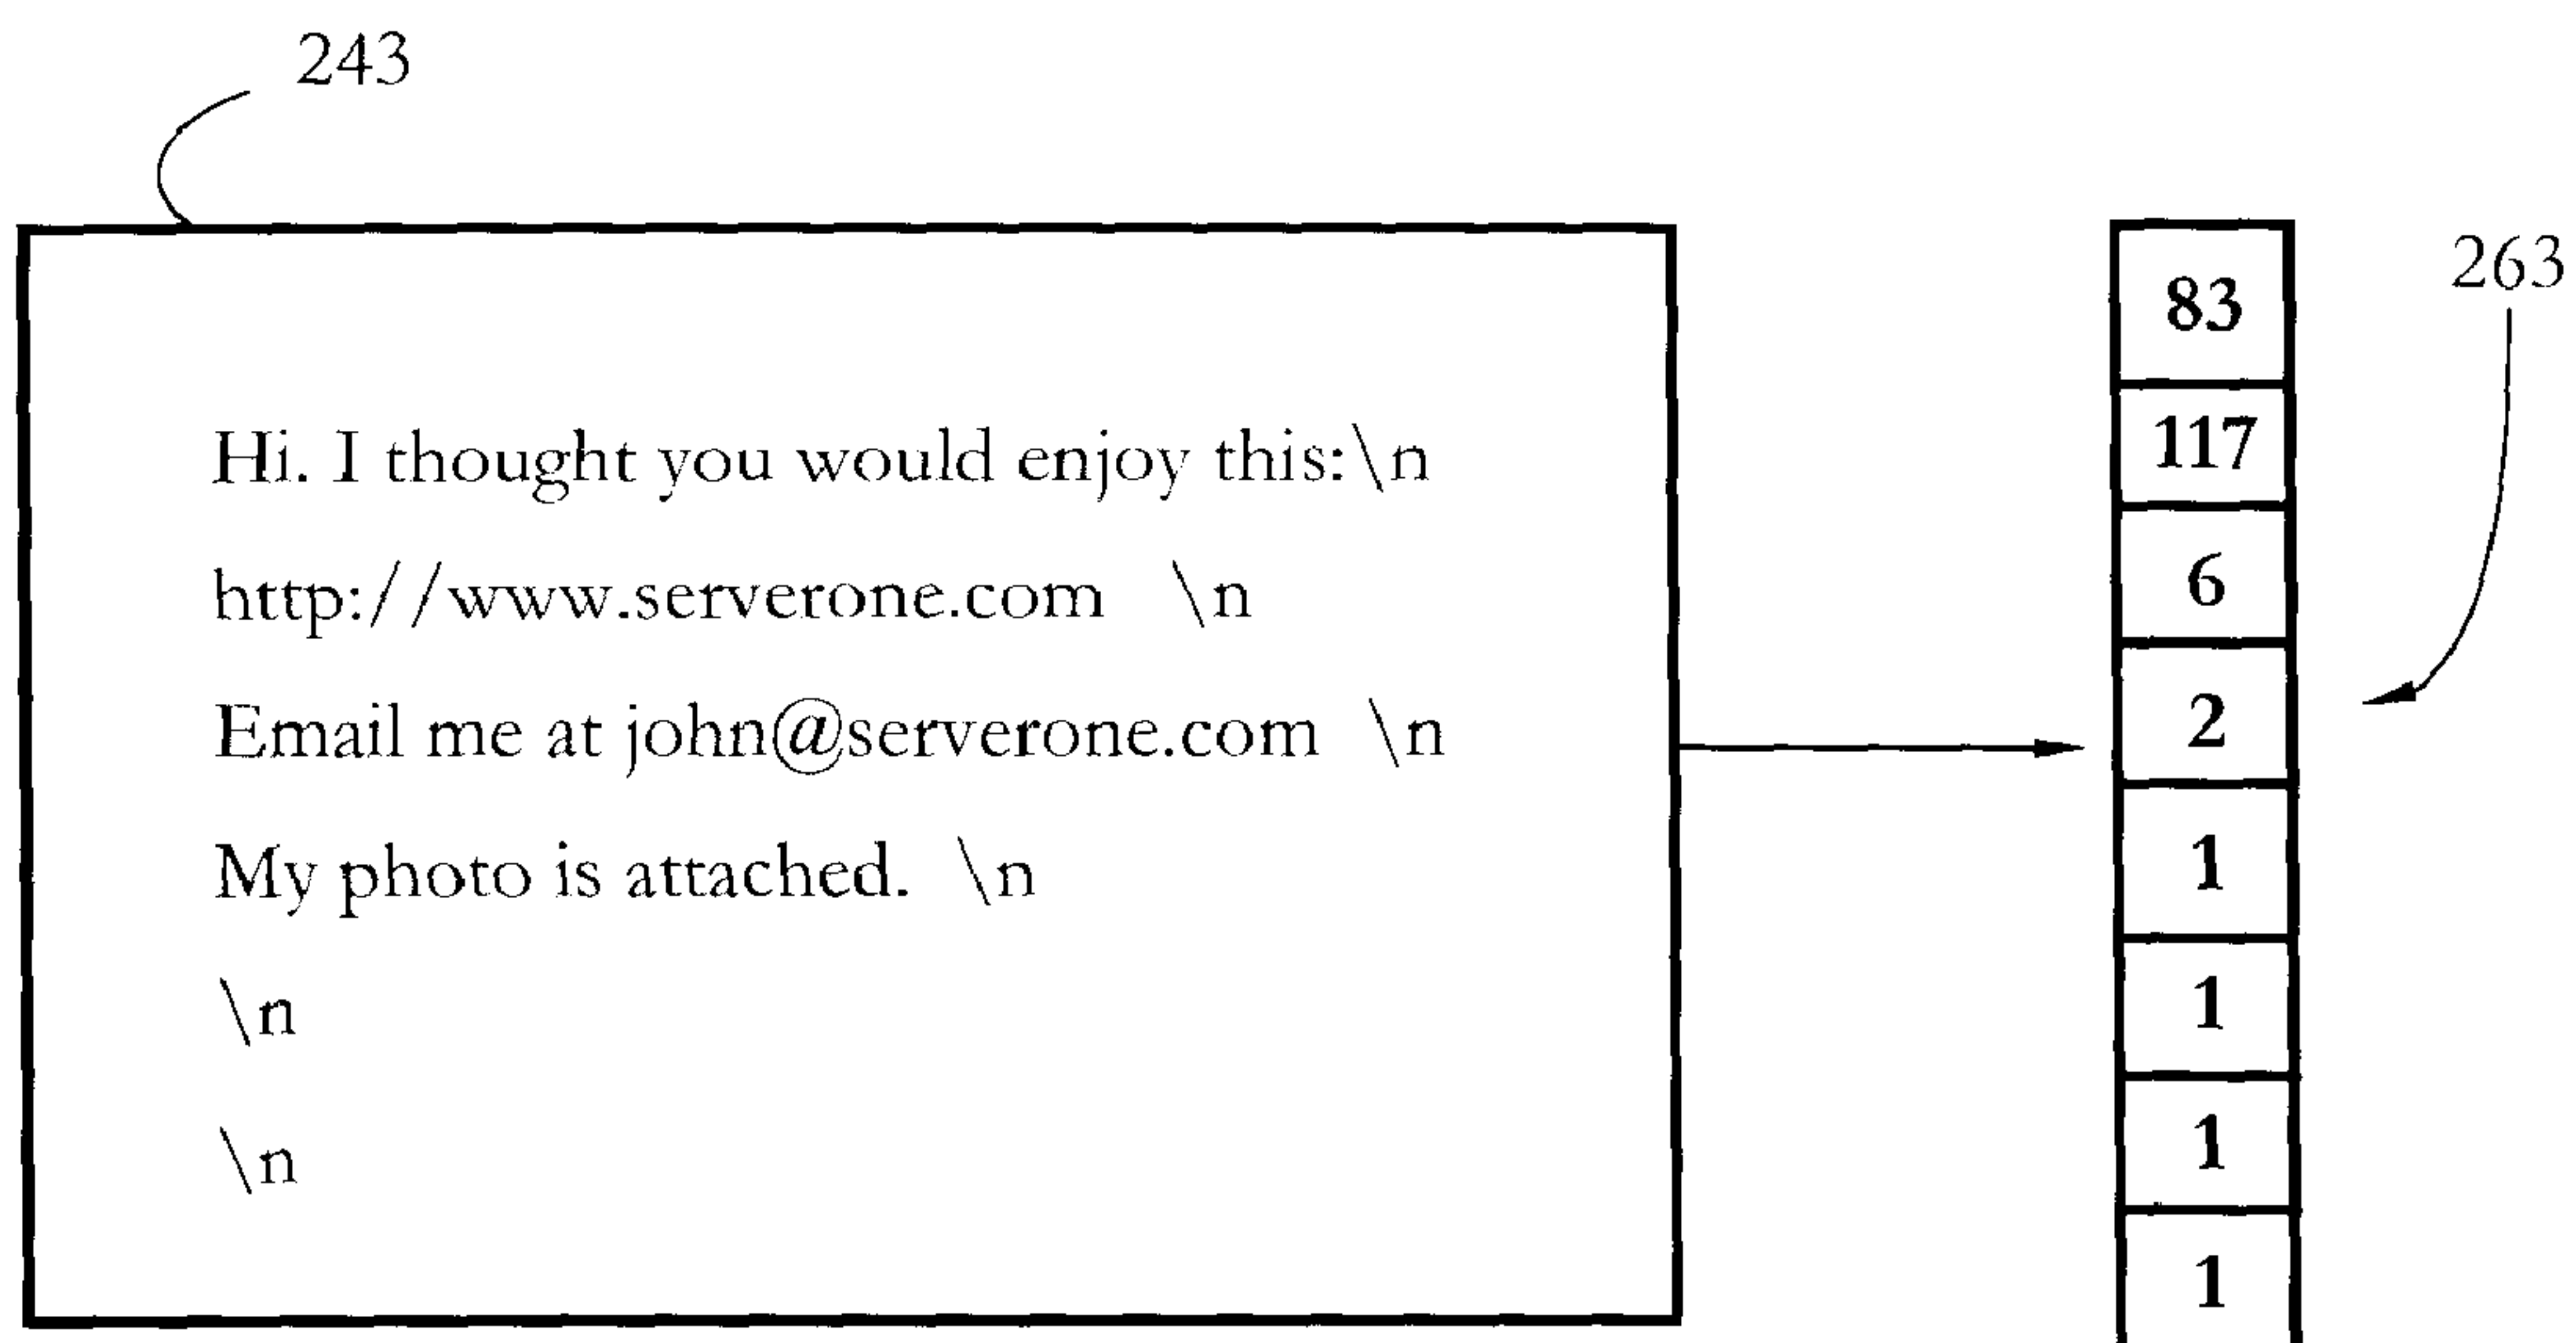 243
263
Hi. I thought you would enjoy this:\n
http://www.serverone.com \n
Email me at john@serverone.com \n
My photo is attached. \n
\n
\n
83
117
6
2
1
1
1
1